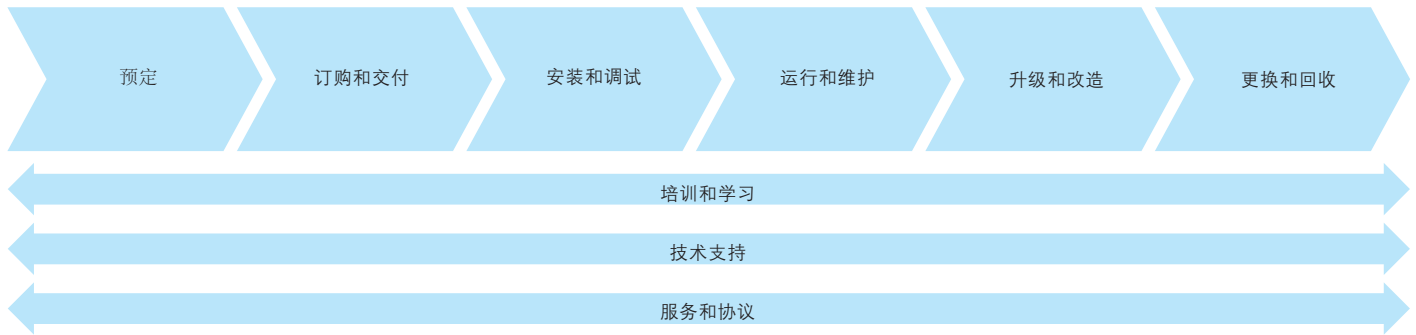 预定
订购和交付
安装和调试
运行和维护
升级和改造
更换和回收
培训和学习
技术支持
服务和协议